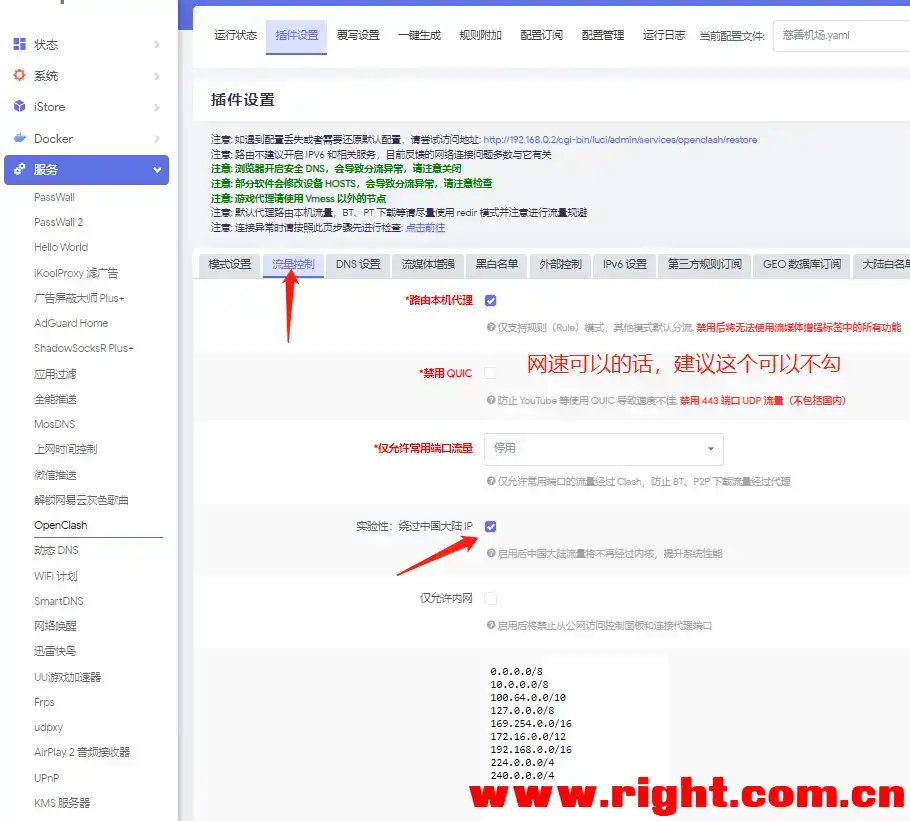 状态
系统
iStore
Docker
服务
PassWall
PassWall 2
Hello World
iKoolProxy 滤广告
广告屏蔽大师 Plus+
AdGuard Home
ShadowSocksR Plus+
应用过滤
全能推送
MosDNS
上网时间控制
微信推送
解锁网易云灰色歌曲
OpenClash
动态 DNS
WiFi 计划
SmartDNS
网络唤醒
迅雷快鸟
UU游戏加速器
Frps
udpxy
AirPlay 2 音频接收器
UPnP
KMS 服务器
运行状态 插件设置 覆写设置 一键生成 规则附加 配置订阅 配置管理 运行日志 当前配置文件: 慈善机场.yaml
插件设置
注意: 如遇到配置丢失或者需要还原默认配置，请尝试访问地址: http://192.168.0.2/cgi-bin/luci/admin/services/openclash/restore
注意: 路由不建议开启 IPV6 和相关服务，目前反馈的网络连接问题多数与它有关
注意: 浏览器开启安全 DNS，会导致分流异常，请注意关闭
注意: 部分软件会修改设备 HOSTS，会导致分流异常，请注意检查
注意: 游戏代理请使用 Vmess 以外的节点
注意: 默认代理路由本机流量，BT、PT 下载等请尽量使用 redir 模式并注意进行流量规避
注意: 连接异常时请按照此页步骤先进行检查: 点击前往
模式设置 流量控制 DNS 设置 流媒体增强 黑白名单 外部控制 IPv6 设置 第三方规则订阅 GEO 数据库订阅 大陆白名单
*路由本机代理
仅支持规则（Rule）模式，其他模式默认分流, 禁用后将无法使用流媒体增强标签中的所有功能
网速可以的话，建议这个可以不勾
*禁用 QUIC
防止 YouTube 等使用 QUIC 导致速度不佳, 禁用 443 端口 UDP 流量（不包括国内）
*仅允许常用端口流量 停用
仅允许常用端口的流量经过 Clash，防止 BT、P2P 下载流量经过代理
实验性：绕过中国大陆 IP
启用后中国大陆流量将不再经过内核，提升系统性能
仅允许内网
启用后将禁止从公网访问控制面板和连接代理端口
0.0.0.0/8
10.0.0.0/8
100.64.0.0/10
127.0.0.0/8
169.254.0.0/16
172.16.0.0/12
192.168.0.0/16
224.0.0.0/4
240.0.0.0/4
www.right.com.cn